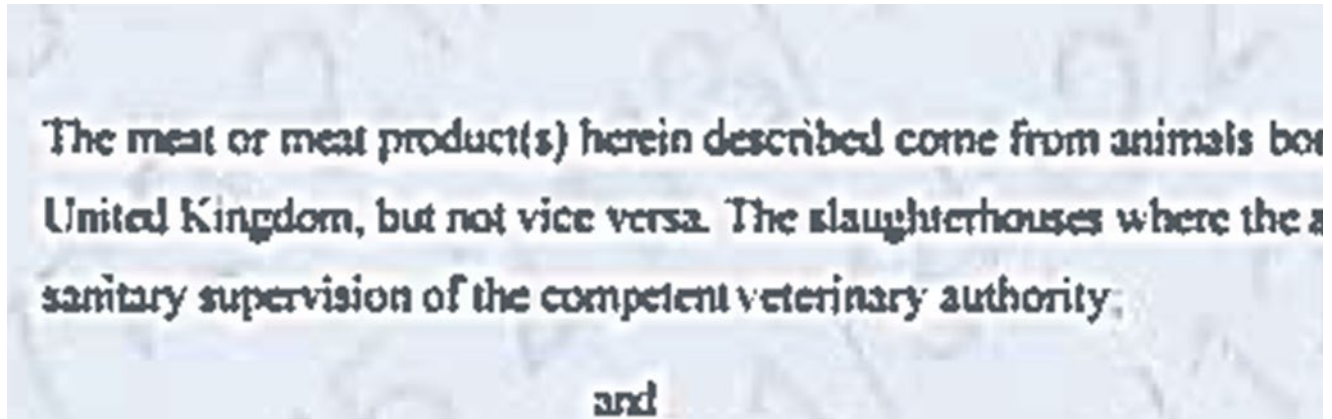 The meat or meat product(s) herein described come from animals
United Kingdom, but not vice versa. The slaughterhouses where the
sanitary supervision of the competent veterinary authority;
and